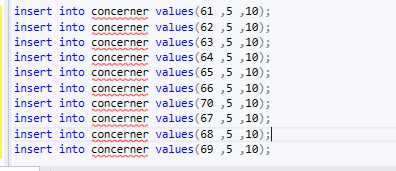 insert into concerner values(61 ,5 ,10);
insert into concerner values(62 ,5 ,10);
insert into concerner values(63 ,5 ,10);
insert into concerner values(64 ,5 ,10);
insert into concerner values(65 ,5 ,10);
insert into concerner values(66 ,5 ,10);
insert into concerner values(70 ,5 ,10);
insert into concerner values(67 ,5 ,10);
insert into concerner values(68 ,5 ,10);
insert into concerner values(69 ,5 ,10);